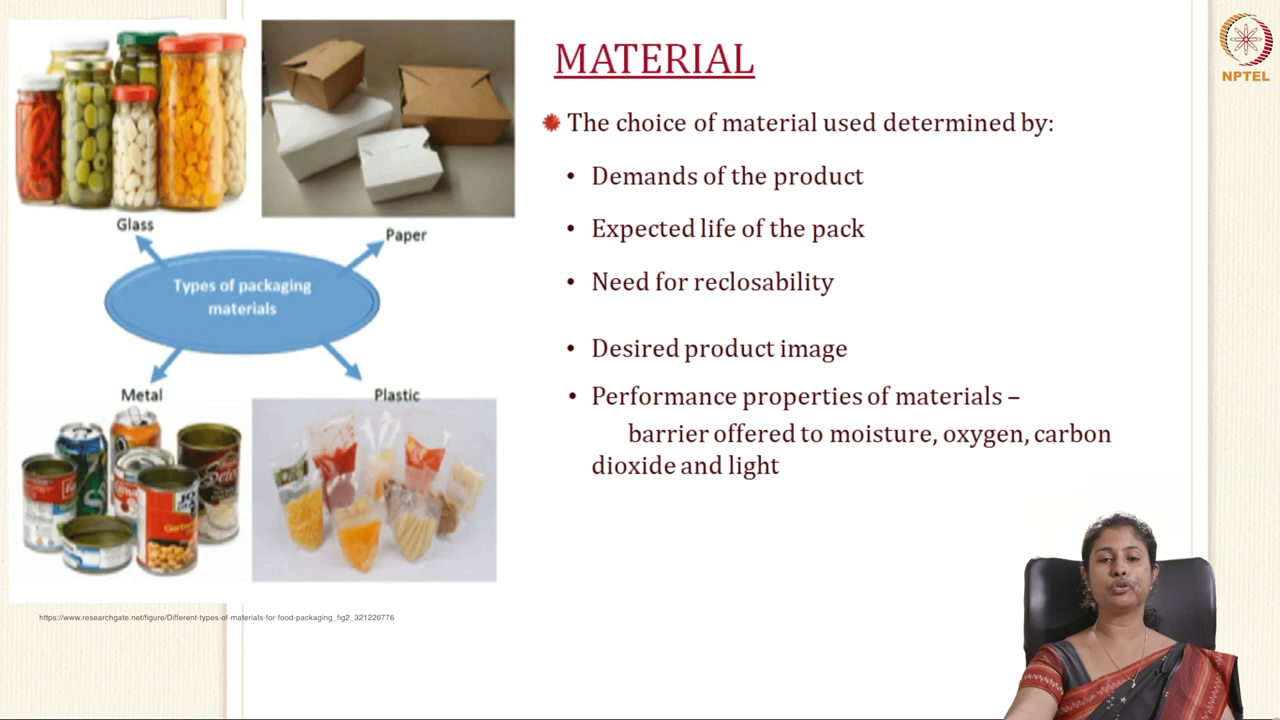 NPTEL
MATERIAL
The choice of material used determined by:
• Demands of the product
• Expected life of the pack
• Need for reclosability
• Desired product image
• Performance properties of materials –
barrier offered to moisture, oxygen, carbon
dioxide and light
Glass
Paper
Types of packaging
materials
Metal
Plastic
https://www.researchgate.net/figure/Different-types-of-materials-for-food-packaging_fig2_321226776